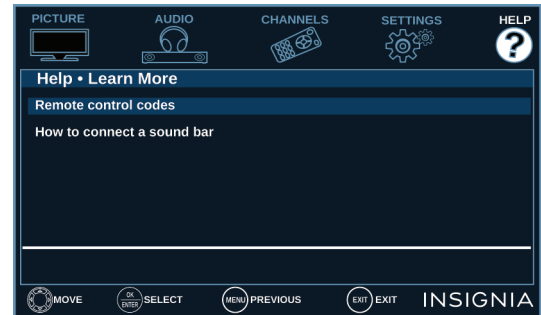 PICTURE AUDIO CHANNELS SETTINGS HELP
?
Help • Learn More
Remote control codes
How to connect a sound bar
MOVE OK ENTER SELECT MENU PREVIOUS EXIT EXIT INSIGNIA